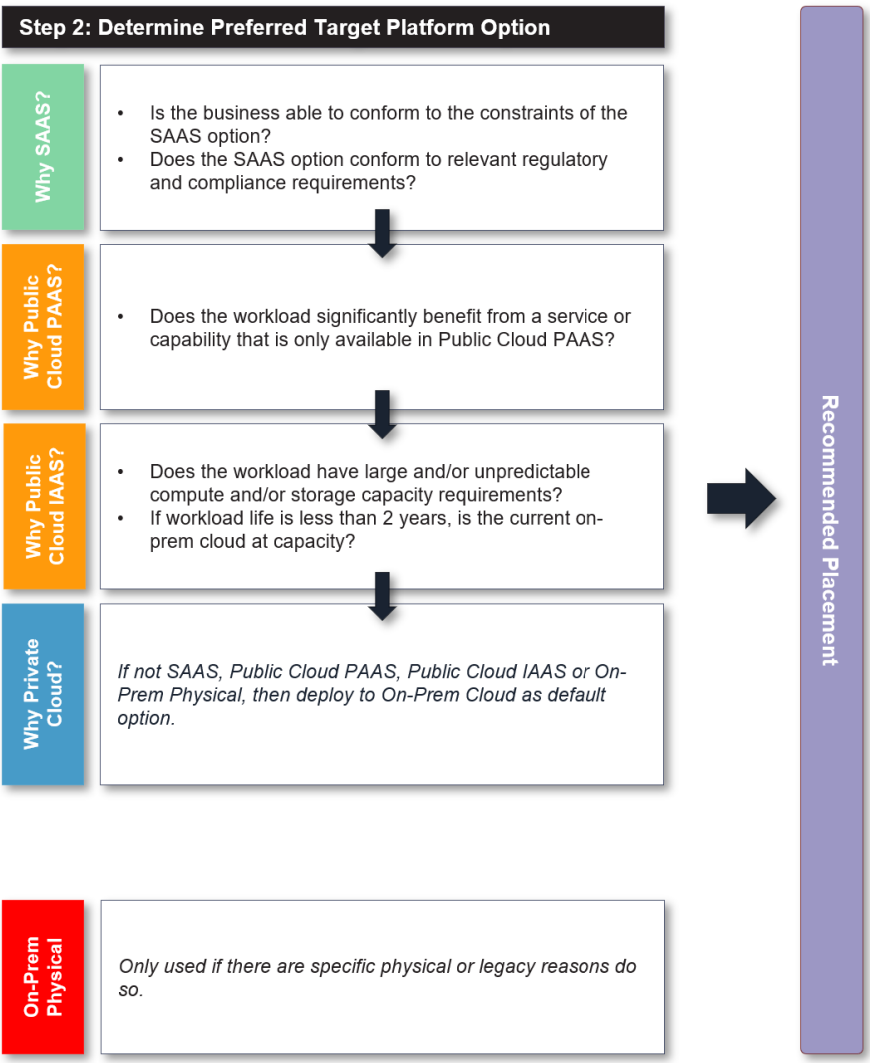 Step 2: Determine Preferred Target Platform Option
Why SAAS?
• Is the business able to conform to the constraints of the
SAAS option?
• Does the SAAS option conform to relevant regulatory
and compliance requirements?
Why Public
Cloud PAAS?
• Does the workload significantly benefit from a service or
capability that is only available in Public Cloud PAAS?
Why Public
Cloud IAAS?
• Does the workload have large and/or unpredictable
compute and/or storage capacity requirements?
• If workload life is less than 2 years, is the current on-
prem cloud at capacity?
Why Private
Cloud?
If not SAAS, Public Cloud PAAS, Public Cloud IAAS or On-
Prem Physical, then deploy to On-Prem Cloud as default
option.
On-Prem
Physical
Only used if there are specific physical or legacy reasons do
so.
Recommended Placement